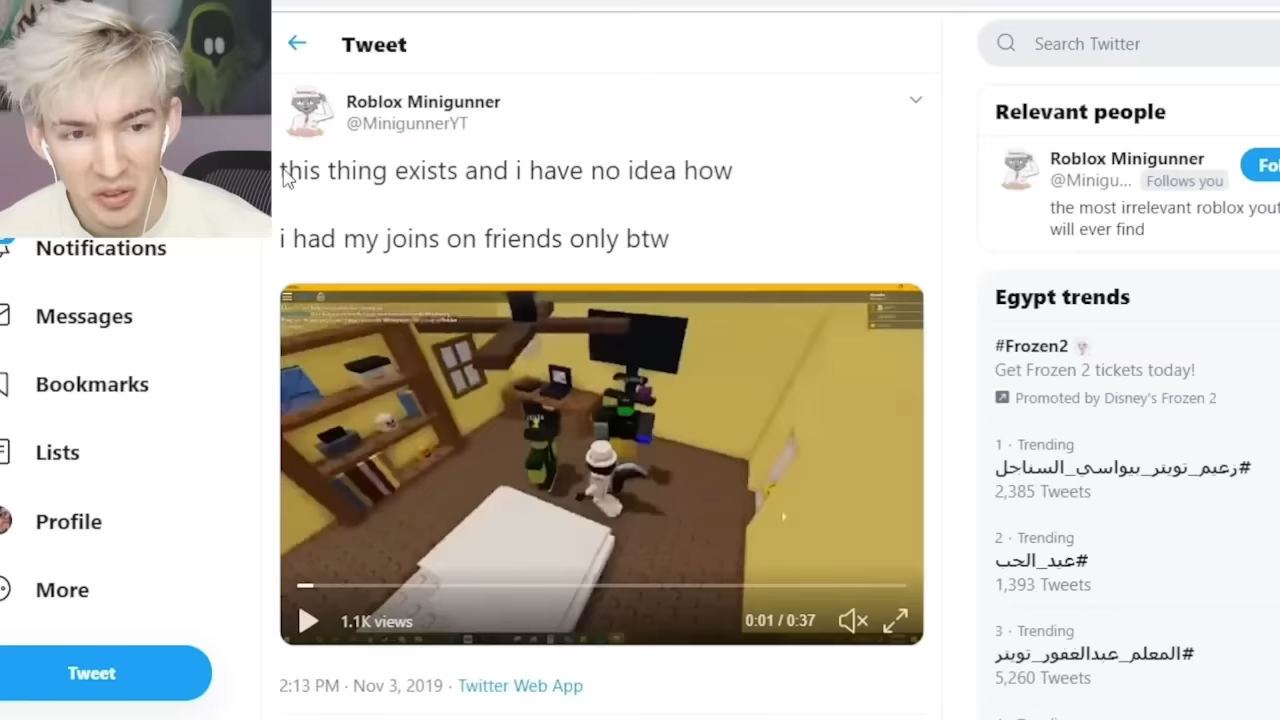 Tweet
Search Twitter
Roblox Minigunner
@MinigunnerYT
this thing exists and i have no idea how
i had my joins on friends only btw
1.1K views
0:01 / 0:37
2:13 PM · Nov 3, 2019 · Twitter Web App
Notifications
Messages
Bookmarks
Lists
Profile
More
Tweet
Relevant people
Roblox Minigunner
@Minigu... Follows you
Fo
the most irrelevant roblox yout
will ever find
Egypt trends
#Frozen2
Get Frozen 2 tickets today!
Promoted by Disney's Frozen 2
1 · Trending
#زعيم_تويتر_بيواسي_السناجل
2,385 Tweets
2 · Trending
#عيد_الحب
1,393 Tweets
3 · Trending
#المعلم_عبدالغفور_تويتر
5,260 Tweets